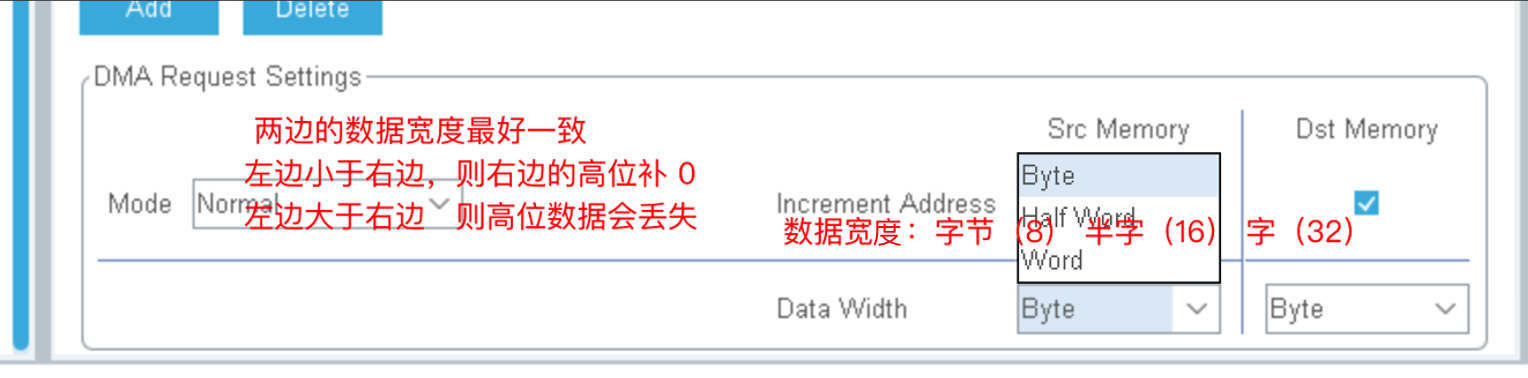 Add Delete
DMA Request Settings
两边的数据宽度最好一致
Src Memory Dst Memory
左边小于右边，则右边的高位补 0
Byte
Mode Normal
Increment Address
左边大于右边 则高位数据会丢失
Half Word
数据宽度：字节（8） 半字（16） 字（32）
Word
Data Width Byte Byte